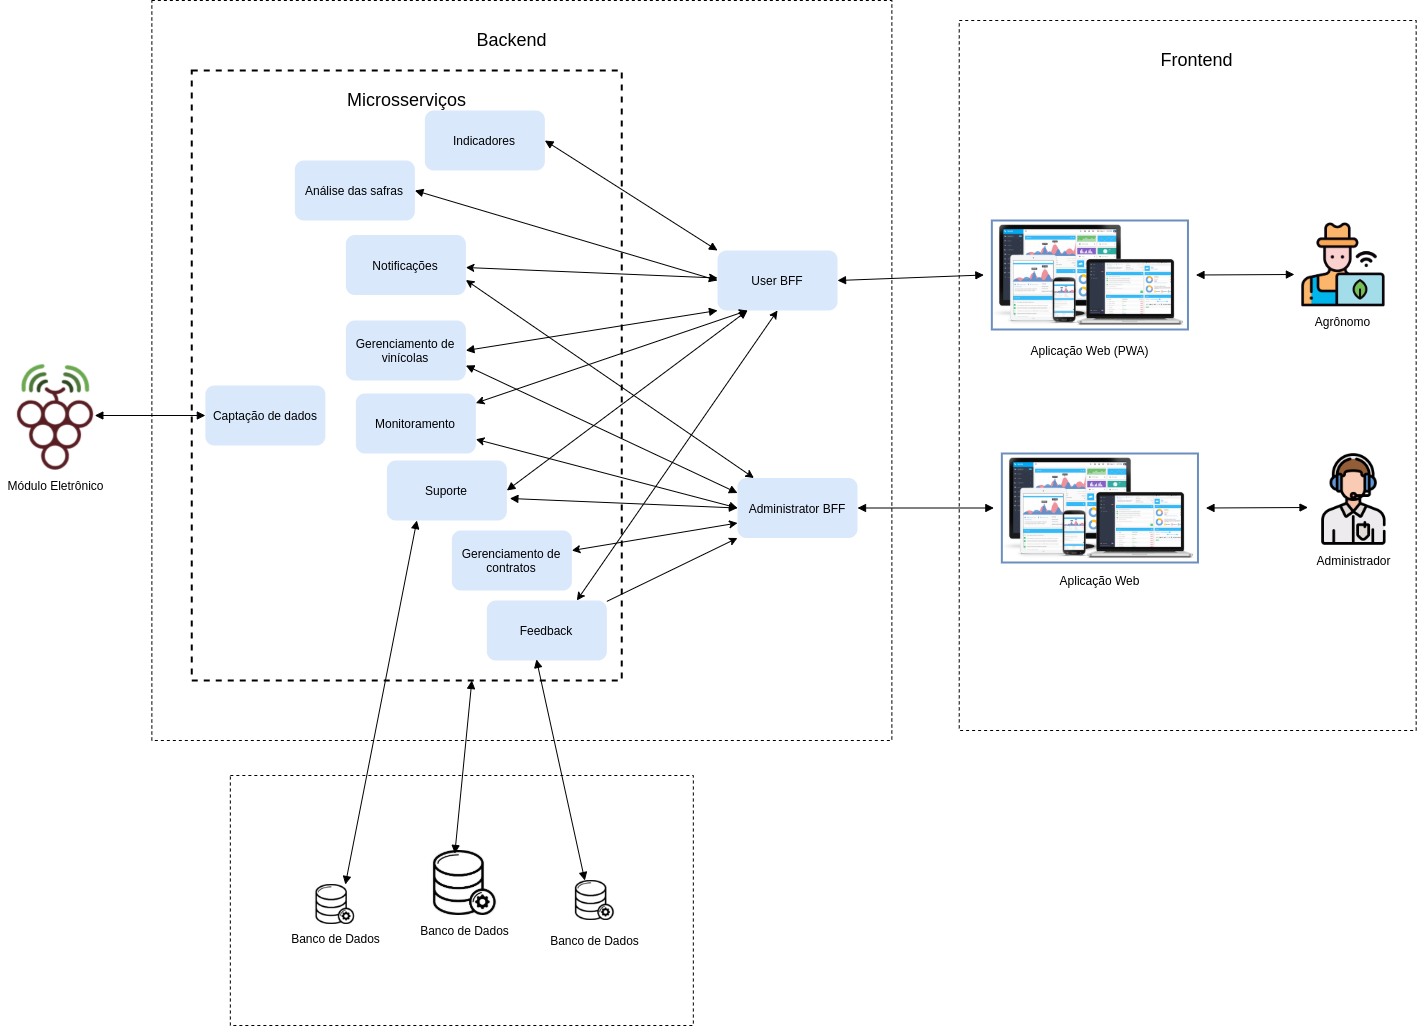 Backend
Frontend
Microsserviços
Indicadores
Análise das safras
Notificações
User BFF
Gerenciamento de
vinícolas
Captação de dados
Monitoramento
Suporte
Administrator BFF
Gerenciamento de
contratos
Feedback
Módulo Eletrônico
Aplicação Web (PWA)
Agrônomo
Aplicação Web
Administrador
Banco de Dados
Banco de Dados
Banco de Dados